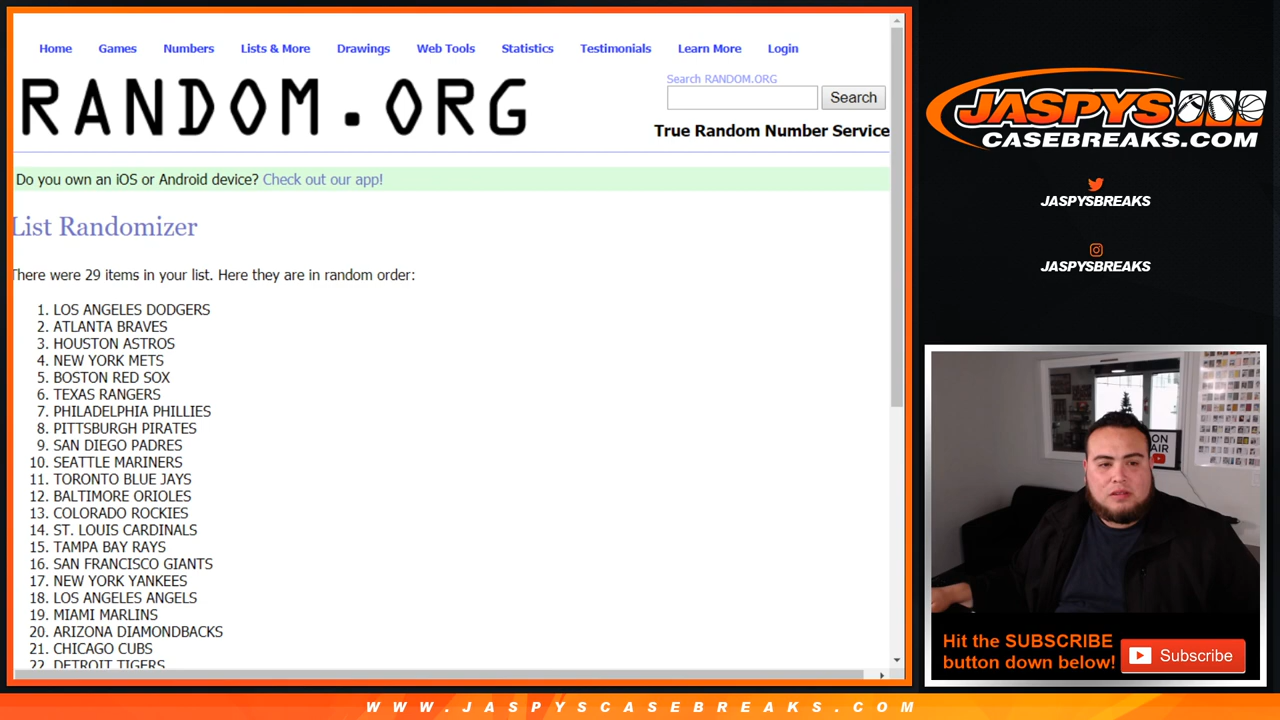 Home Games Numbers Lists & More Drawings Web Tools Statistics Testimonials Learn More Login
RANDOM.ORG
Search RANDOM.ORG
Search
True Random Number Service
Do you own an iOS or Android device? Check out our app!
List Randomizer
There were 29 items in your list. Here they are in random order:
1. LOS ANGELES DODGERS
2. ATLANTA BRAVES
3. HOUSTON ASTROS
4. NEW YORK METS
5. BOSTON RED SOX
6. TEXAS RANGERS
7. PHILADELPHIA PHILLIES
8. PITTSBURGH PIRATES
9. SAN DIEGO PADRES
10. SEATTLE MARINERS
11. TORONTO BLUE JAYS
12. BALTIMORE ORIOLES
13. COLORADO ROCKIES
14. ST. LOUIS CARDINALS
15. TAMPA BAY RAYS
16. SAN FRANCISCO GIANTS
17. NEW YORK YANKEES
18. LOS ANGELES ANGELS
19. MIAMI MARLINS
20. ARIZONA DIAMONDBACKS
21. CHICAGO CUBS
22. DETROIT TIGERS
JASPYS
CASEBREAKS.COM
JASPYSBREAKS
JASPYSBREAKS
ON
AIR
Hit the SUBSCRIBE
button down below!
Subscribe
WWW.JASPYSCASEBREAKS.COM